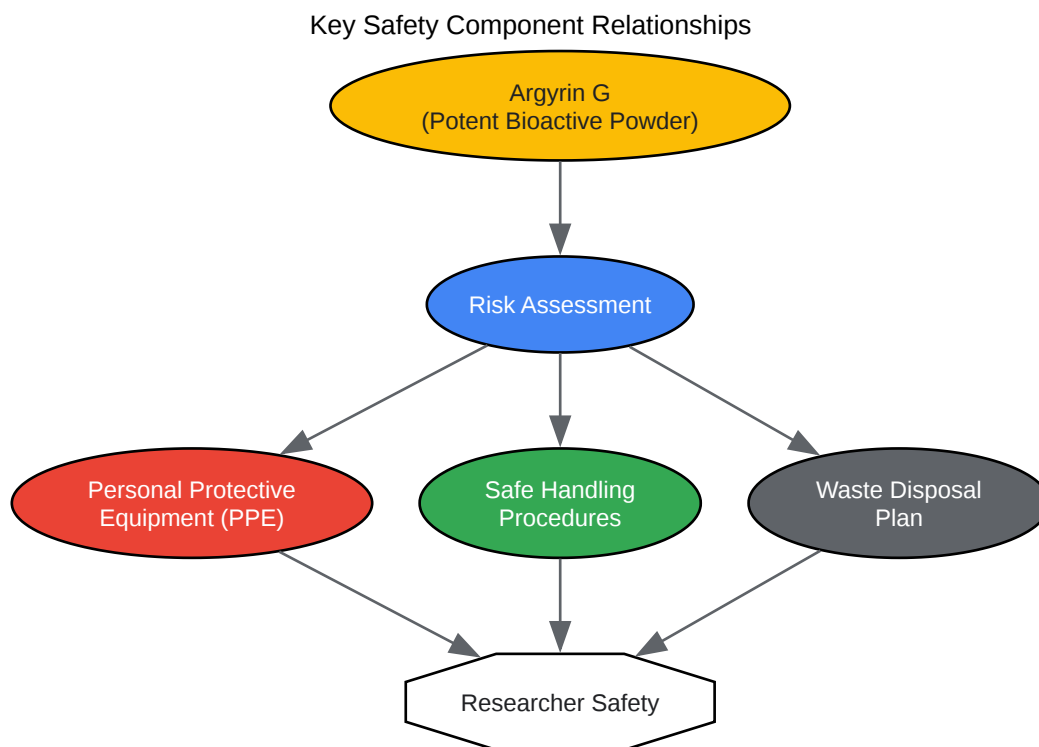 Key Safety Component Relationships
Argyrin G
(Potent Bioactive Powder)
Risk Assessment
Personal Protective
Equipment (PPE)
Safe Handling
Procedures
Waste Disposal
Plan
Researcher Safety